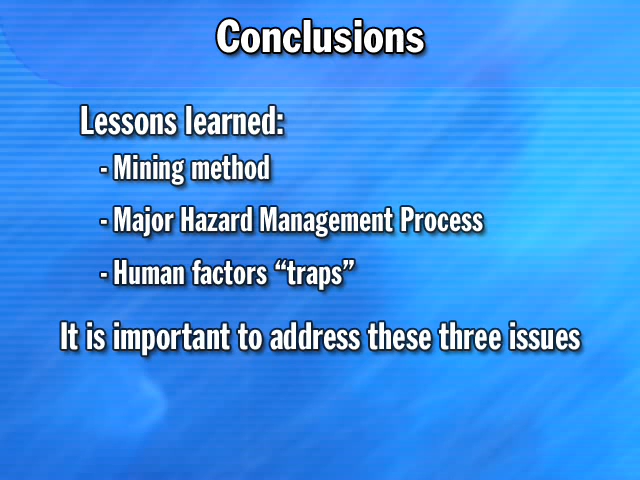 Conclusions
Lessons learned:
- Mining method
- Major Hazard Management Process
- Human factors “traps”
It is important to address these three issues